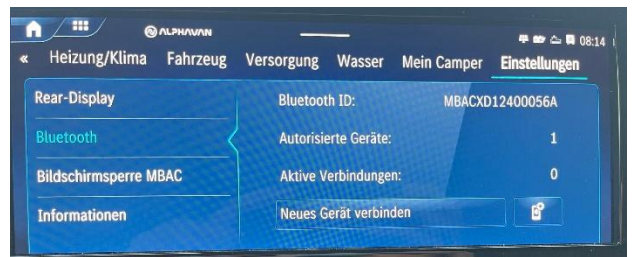 ALPHAVAN
08:14
« Heizung/Klima Fahrzeug Versorgung Wasser Mein Camper Einstellungen
Rear-Display
Bluetooth ID: MBACXD12400056A
Bluetooth
Autorisierte Geräte: 1
Bildschirmsperre MBAC
Aktive Verbindungen: 0
Informationen
Neues Gerät verbinden